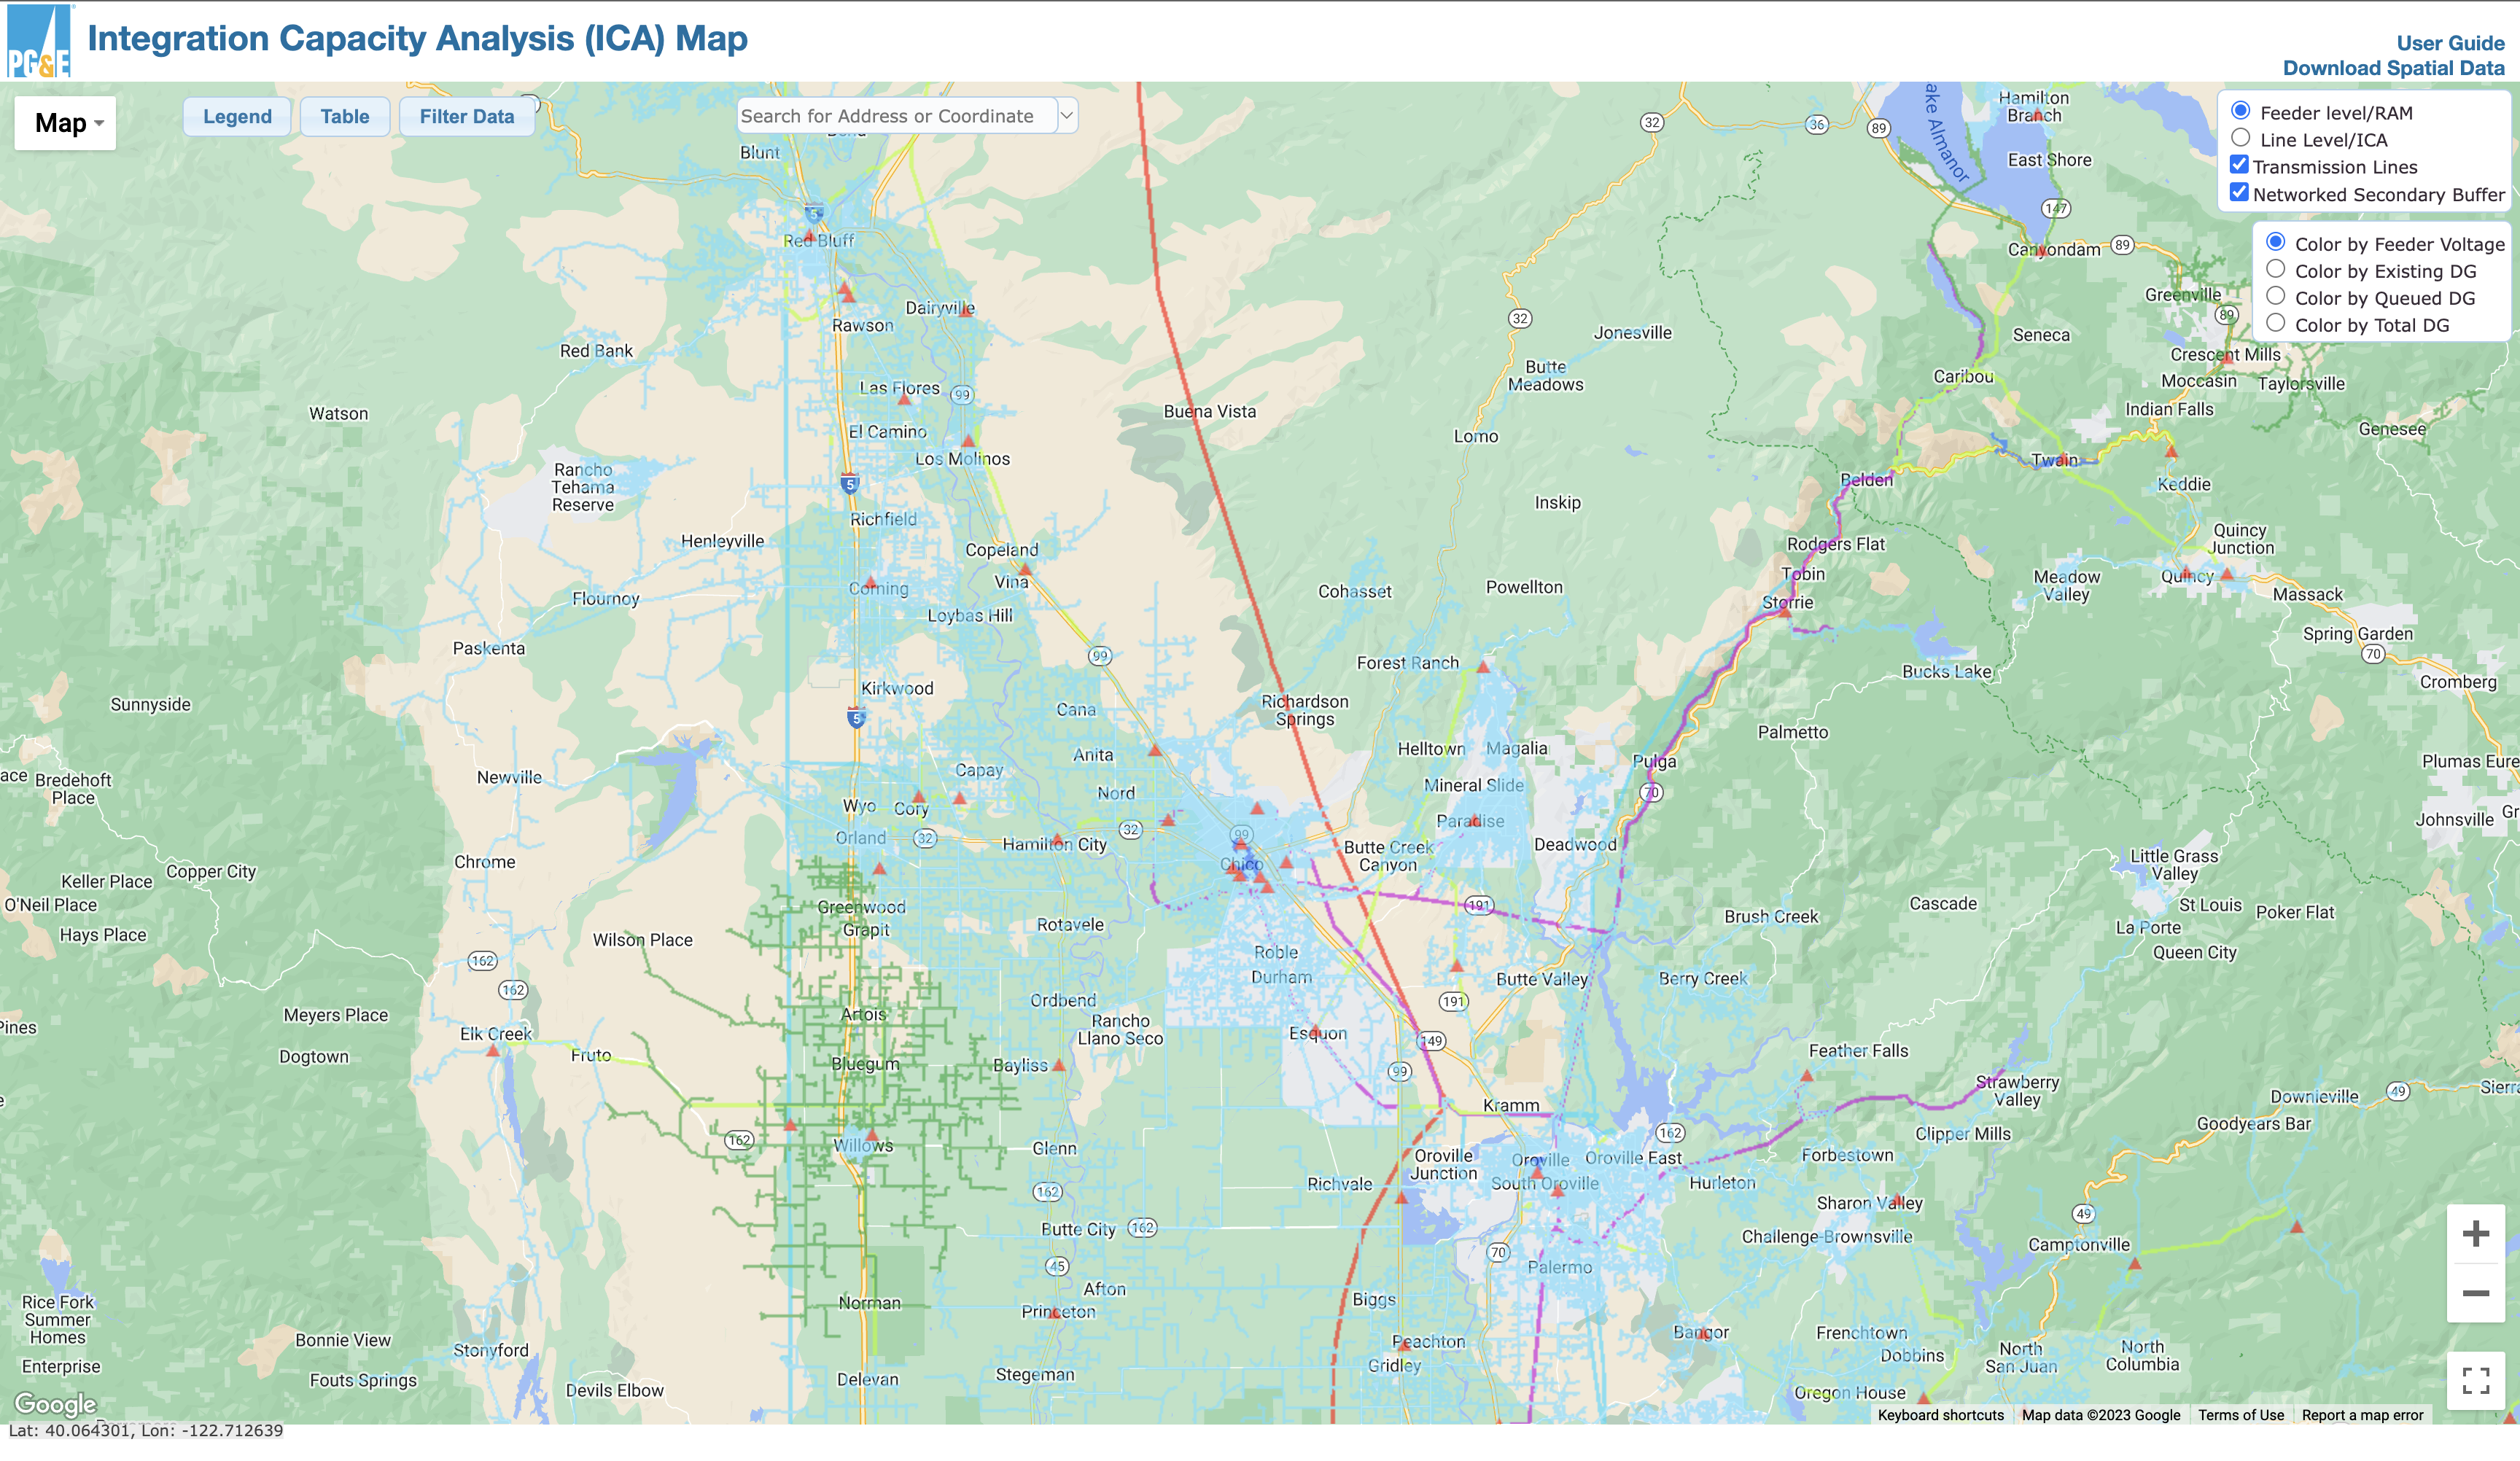 PG&E
Integration Capacity Analysis (ICA) Map
User Guide
Download Spatial Data
Map
Legend
Table
Filter Data
Search for Address or Coordinate
Feeder level/RAM
Line Level/ICA
Transmission Lines
Networked Secondary Buffer
Color by Feeder Voltage
Color by Existing DG
Color by Queued DG
Color by Total DG
Blunt
32
36
89
ake Almanor
Hamilton
Branch
East Shore
147
5
Red Bluff
Canyondam
89
Dairyville
Rawson
Greenville
89
32
Jonesville
Seneca
Red Bank
Crescent Mills
Butte
Meadows
Caribou
Moccasin
Taylorsville
Las Flores
99
Watson
Buena Vista
Indian Falls
El Camino
Lomo
Genesee
Los Molinos
Twain
Rancho
Tehama
Reserve
5
Belden
Keddie
Inskip
Richfield
Henleyville
Copeland
Rodgers Flat
Quincy
Junction
Vina
Tobin
Corning
Cohasset
Powellton
Meadow
Valley
Quincy
Flournoy
Storrie
Massack
Loybas Hill
Paskenta
99
Forest Ranch
Spring Garden
70
Bucks Lake
Kirkwood
Cromberg
Sunnyside
Cana
Richardson
Springs
5
Palmetto
Anita
Helltown
Magalia
Pulga
Plumas Eure
ace
Bredehoft
Place
Newville
Capay
Mineral Slide
70
Nord
Wyo
Cory
Paradise
Johnsville
Gr
Orland
32
Hamilton City
32
99
Butte Creek
Canyon
Deadwood
Chrome
Chico
Little Grass
Valley
Copper City
Keller Place
O'Neil Place
Greenwood
191
Cascade
St Louis
Poker Flat
Brush Creek
Hays Place
Wilson Place
Grapit
Rotavele
La Porte
Roble
Queen City
162
Durham
Butte Valley
Berry Creek
162
Ordbend
191
Meyers Place
Artois
Rancho
Llano Seco
Pines
Elk Creek
Esquon
149
Dogtown
Fruto
Bluegum
Bayliss
99
Feather Falls
Strawberry
Valley
Downieville
49
Sierra
Kramm
Goodyears Bar
162
Willows
Glenn
162
Clipper Mills
Oroville
Junction
Oroville
Oroville East
Forbestown
Richvale
South Oroville
Hurleton
162
Sharon Valley
49
Butte City
162
Challenge-Brownsville
Camptonville
70
45
Palermo
Afton
Rice Fork
Summer
Homes
Norman
Princeton
Biggs
Bonnie View
Stonyford
Peachton
Bangor
Frenchtown
North
San Juan
North
Columbia
Enterprise
Gridley
Dobbins
Fouts Springs
Devils Elbow
Delevan
Stegeman
Oregon House
Google
Keyboard shortcuts
Map data ©2023 Google
Terms of Use
Report a map error
Lat: 40.064301, Lon: -122.712639